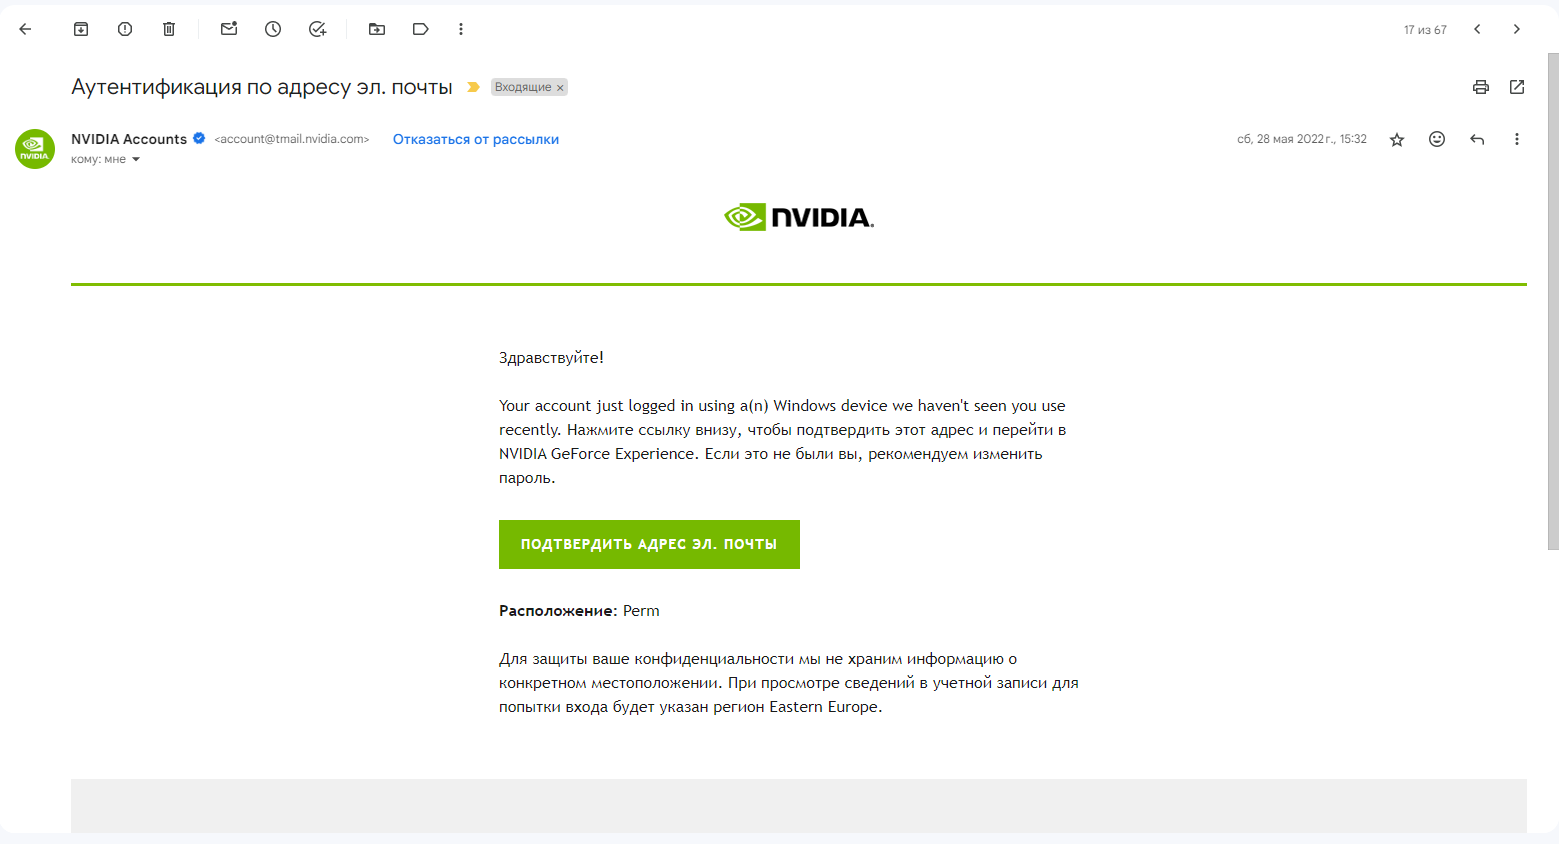 17 из 67
Аутентификация по адресу эл. почты
Входящие ×
NVIDIA Accounts <account@tmail.nvidia.com> Отказаться от рассылки
сб, 28 мая 2022 г., 15:32
кому: мне
NVIDIA
NVIDIA.
Здравствуйте!
Your account just logged in using a(n) Windows device we haven't seen you use
recently. Нажмите ссылку внизу, чтобы подтвердить этот адрес и перейти в
NVIDIA GeForce Experience. Если это не были вы, рекомендуем изменить
пароль.
ПОДТВЕРДИТЬ АДРЕС ЭЛ. ПОЧТЫ
Расположение: Perm
Для защиты ваше конфиденциальности мы не храним информацию о
конкретном местоположении. При просмотре сведений в учетной записи для
попытки входа будет указан регион Eastern Europe.